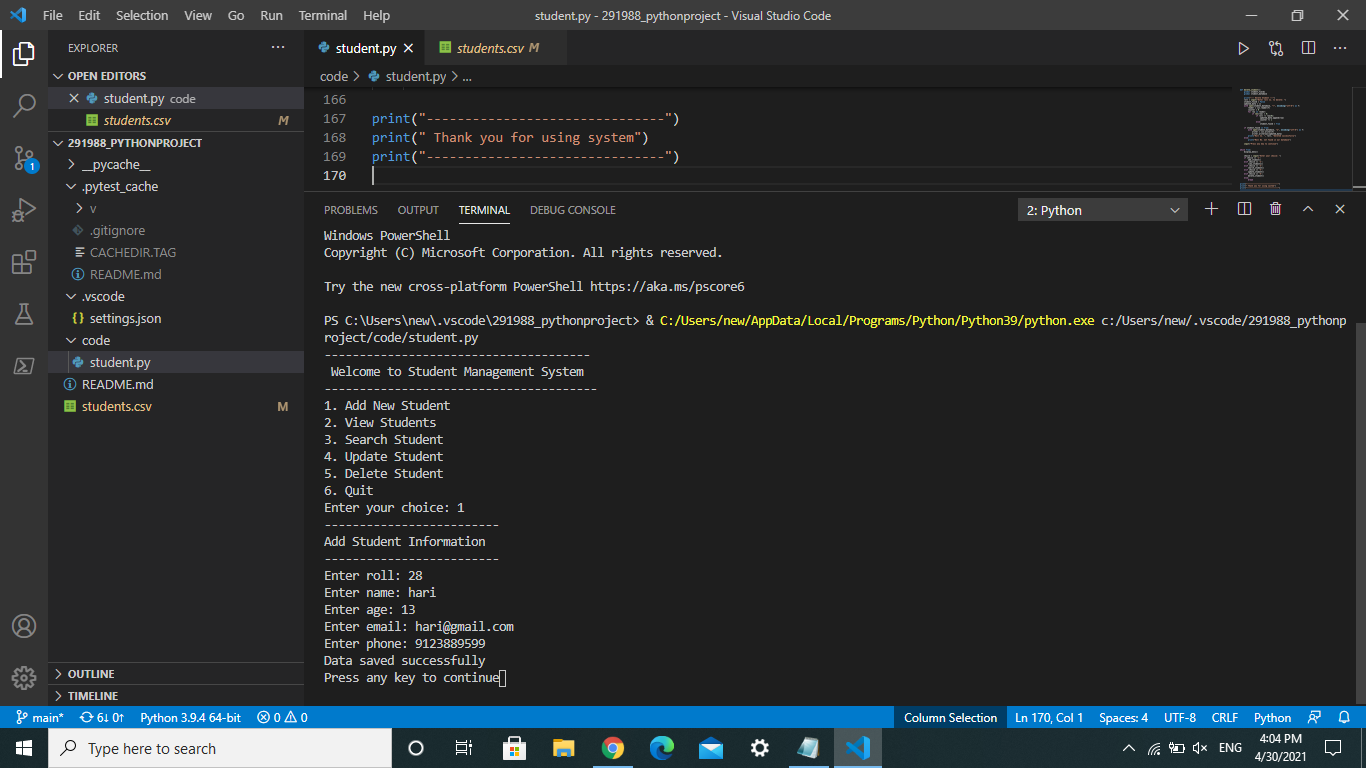 File Edit Selection View Go Run Terminal Help student.py - 291988_pythonproject - Visual Studio Code
EXPLORER
OPEN EDITORS
student.py code
students.csv M
291988_PYTHONPROJECT
__pycache__
.pytest_cache
v
.gitignore
CACHEDIR.TAG
README.md
.vscode
settings.json
code
student.py
README.md
students.csv M
OUTLINE
TIMELINE
student.py students.csv M
code > student.py > ...
166
167 print("-------------------------------")
168 print(" Thank you for using system")
169 print("-------------------------------")
170
PROBLEMS OUTPUT TERMINAL DEBUG CONSOLE 2: Python
Windows PowerShell
Copyright (C) Microsoft Corporation. All rights reserved.
Try the new cross-platform PowerShell https://aka.ms/pscore6
PS C:\Users\new\.vscode\291988_pythonproject> & C:/Users/new/AppData/Local/Programs/Python/Python39/python.exe c:/Users/new/.vscode/291988_pythonp
roject/code/student.py
--------------------------------------
Welcome to Student Management System
---------------------------------------
1. Add New Student
2. View Students
3. Search Student
4. Update Student
5. Delete Student
6. Quit
Enter your choice: 1
-------------------------
Add Student Information
-------------------------
Enter roll: 28
Enter name: hari
Enter age: 13
Enter email: hari@gmail.com
Enter phone: 9123889599
Data saved successfully
Press any key to continue
1
main* 6↓ 0↑ Python 3.9.4 64-bit 0 0 Column Selection Ln 170, Col 1 Spaces: 4 UTF-8 CRLF Python
Type here to search
ENG
4:04 PM
4/30/2021